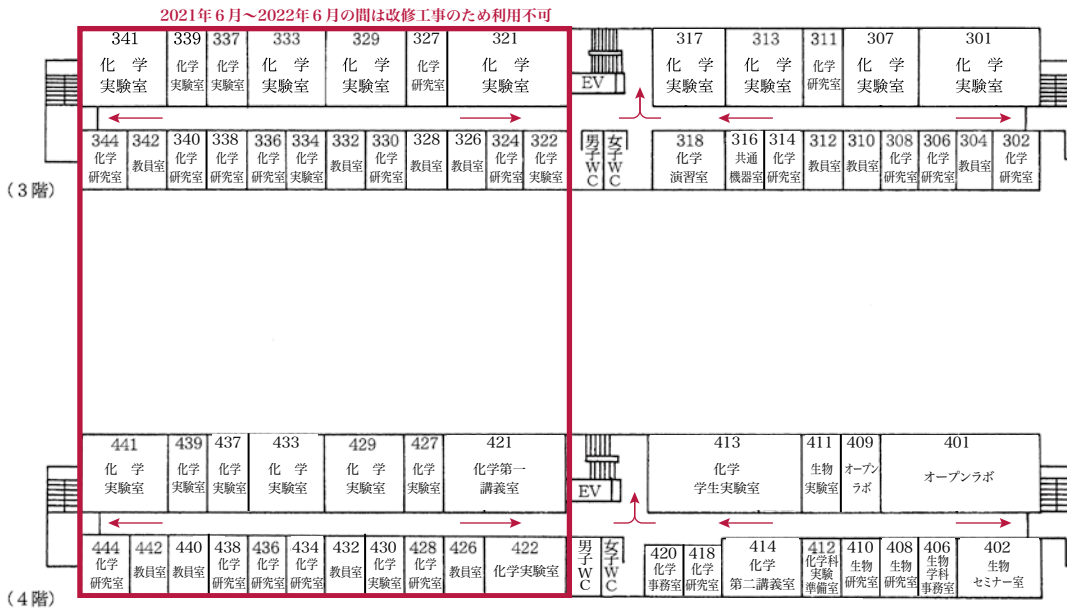 2021年6月～2022年6月の間は改修工事のため利用不可
341
化　学
実験室
339
化学
実験室
337
化学
実験室
333
化　学
実験室
329
化　学
実験室
327
化学
研究室
321
化　学
実験室
EV
317
化　学
実験室
313
化　学
実験室
311
化学
研究室
307
化　学
実験室
301
化　学
実験室
344
化学
研究室
342
教員室
340
化学
研究室
338
化学
研究室
336
化学
研究室
334
化学
実験室
332
教員室
330
化学
研究室
328
教員室
326
教員室
324
化学
研究室
322
化学
実験室
男子WC
女子WC
318
化学
演習室
316
共通
機器室
314
化学
研究室
312
教員室
310
教員室
308
化学
研究室
306
化学
研究室
304
教員室
302
化学
研究室
（3階）
441
化　学
実験室
439
化学
実験室
437
化学
実験室
433
化　学
実験室
429
化　学
実験室
427
化学
実験室
421
化学第一
講義室
EV
413
化学
学生実験室
411
生物
実験室
409
オープン
ラボ
401
オープンラボ
444
化学
研究室
442
教員室
440
教員室
438
化学
研究室
436
化学
研究室
434
化学
研究室
432
教員室
430
化学
実験室
428
化学
研究室
426
教員室
422
化学実験室
男子WC
女子WC
420
化学
事務室
418
化学
研究室
414
化学
第二講義室
412
化学科
実験
準備室
410
生物
研究室
408
生物
研究室
406
生物
学科
事務室
402
生物
セミナー室
（4階）